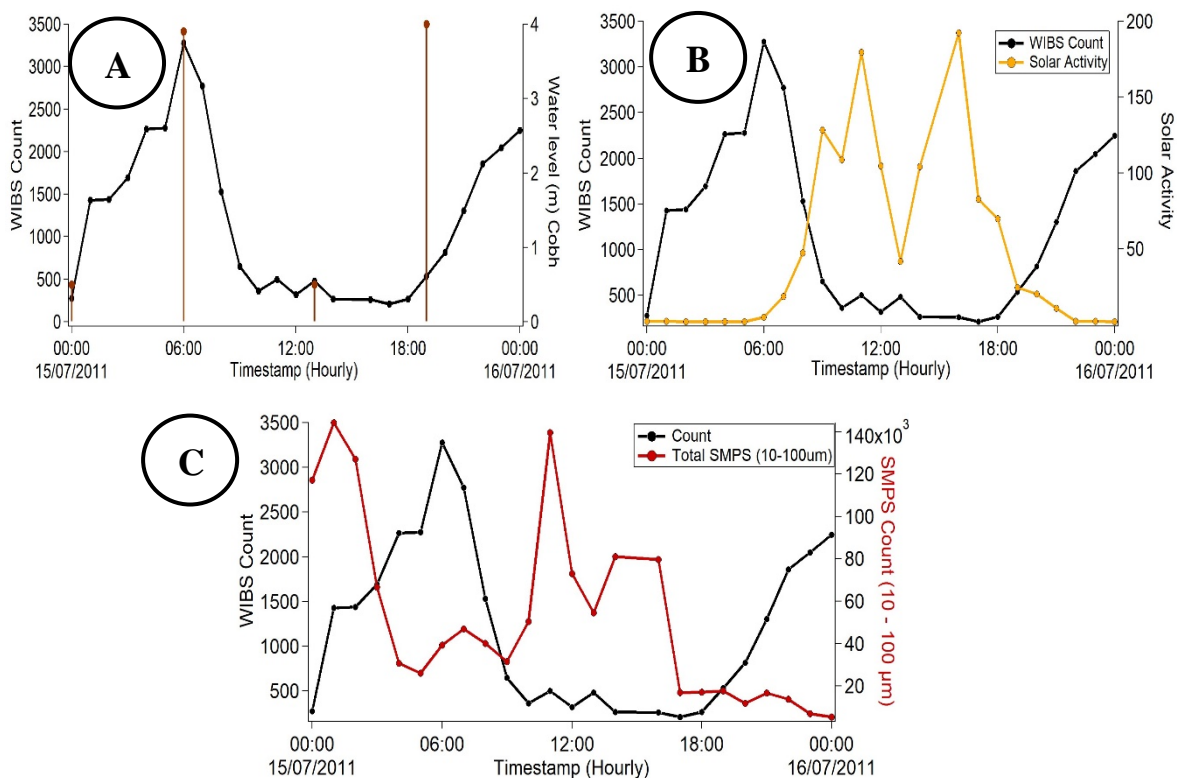 A
WIBS Count
3500
3000
2500
2000
1500
1000
500
0
4
3
2
1
0
Water level (m) Cobh
00:00 06:00 12:00 18:00 00:00
15/07/2011 Timestamp (Hourly) 16/07/2011
B
WIBS Count
3500
3000
2500
2000
1500
1000
500
WIBS Count
Solar Activity
200
150
100
50
Solar Activity
00:00 06:00 12:00 18:00 00:00
15/07/2011 Timestamp (Hourly) 16/07/2011
C
WIBS Count
3500
3000
2500
2000
1500
1000
500
Count
Total SMPS (10-100um)
140x10³
120
100
80
60
40
20
SMPS Count (10 - 100 µm)
00:00 06:00 12:00 18:00 00:00
15/07/2011 Timestamp (Hourly) 16/07/2011